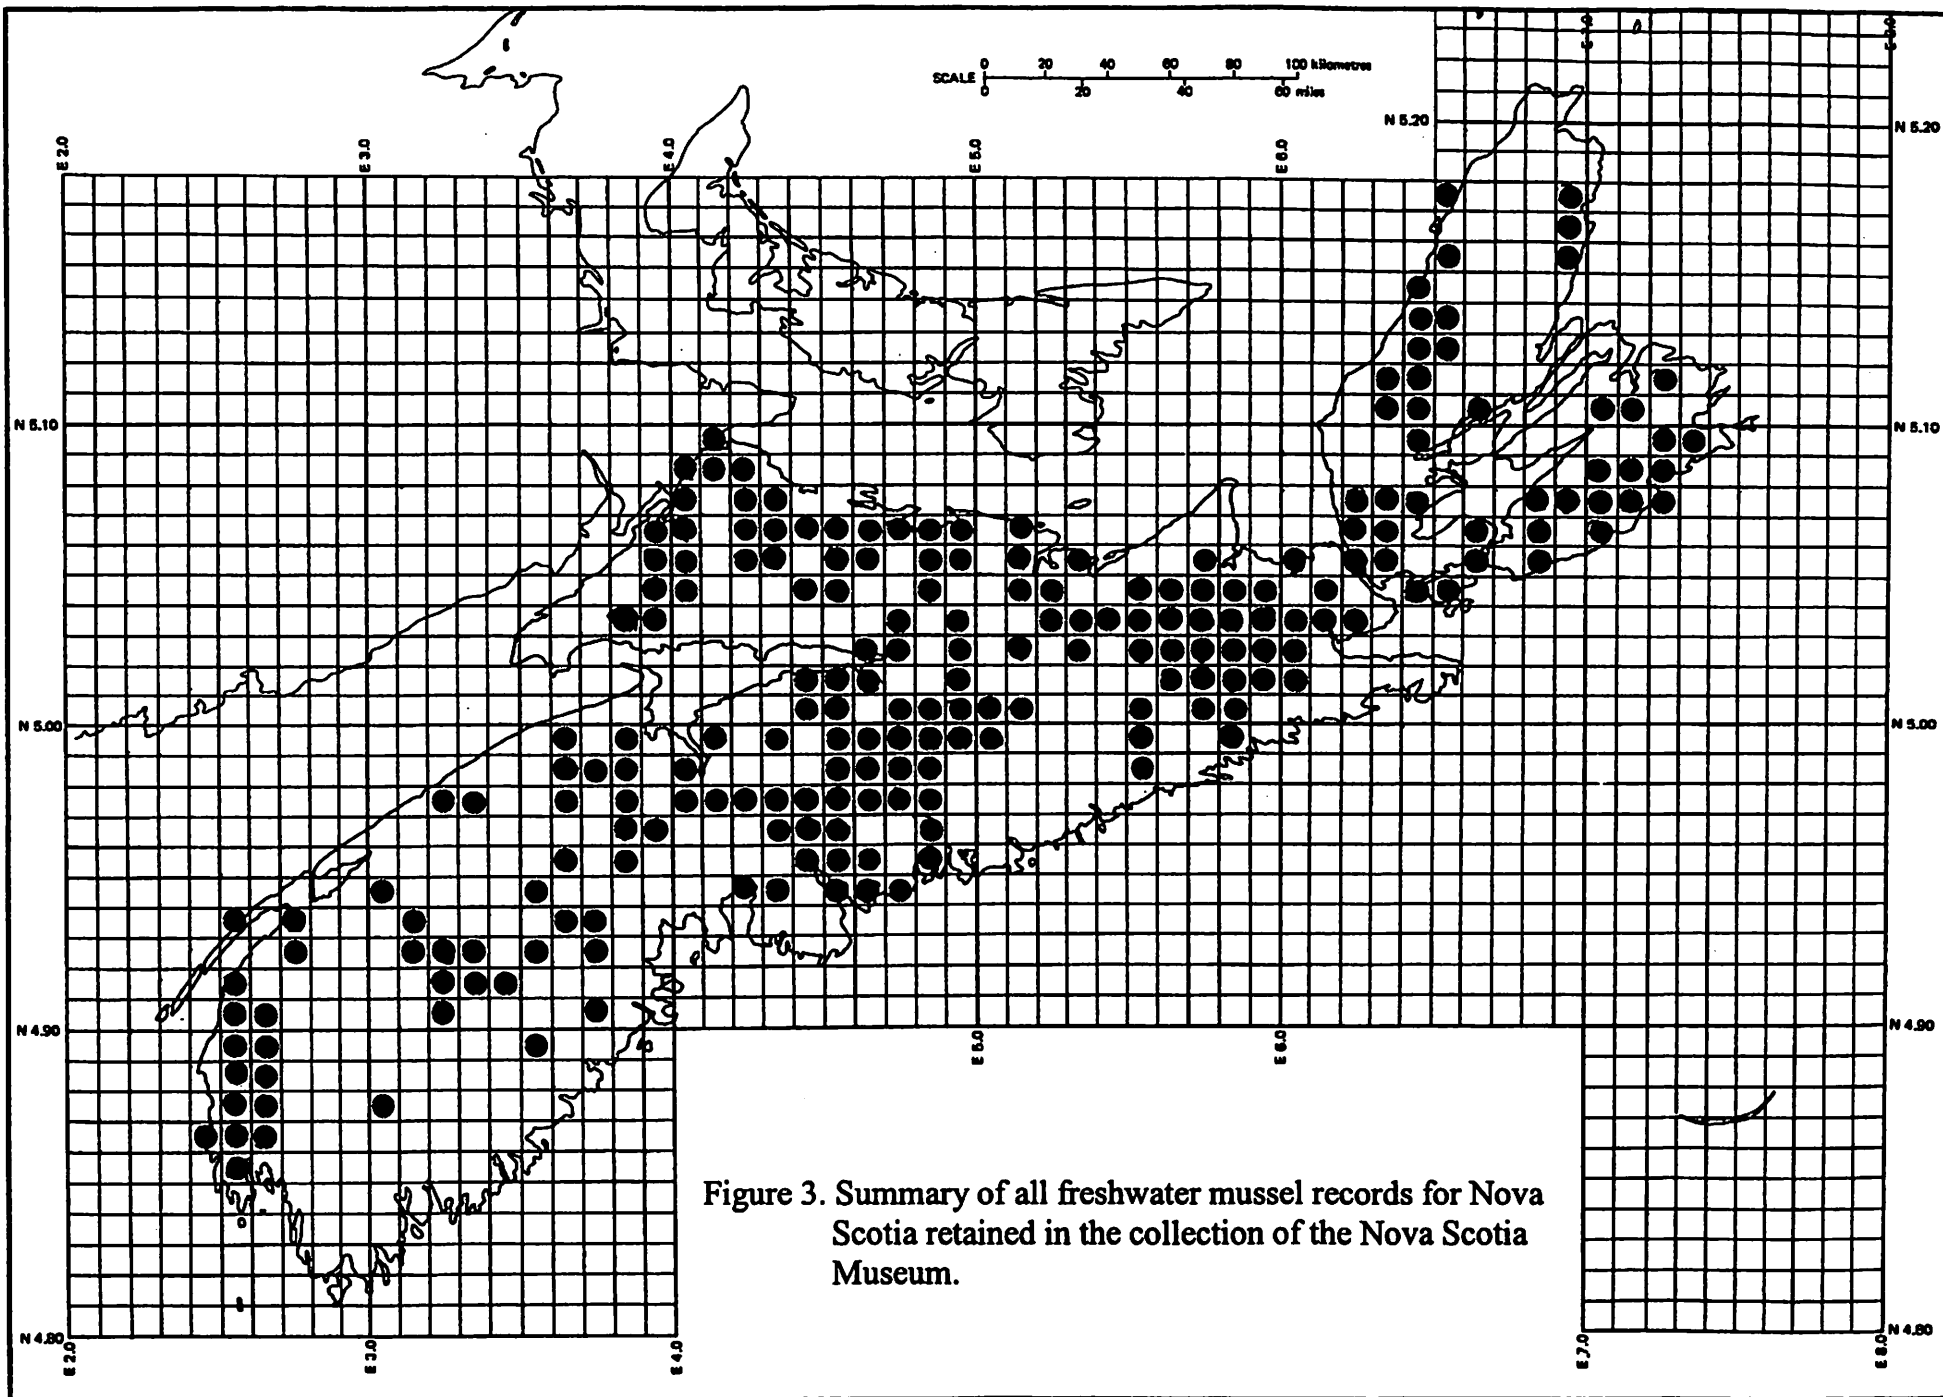 E 7.0
E 8.0
0 20 40 60 80 100 kilometres
SCALE
0 20 40 60 miles
N 5.20
N 5.20
E 2.0
E 3.0
E 4.0
E 5.0
E 6.0
N 5.10
N 5.10
N 5.00
N 5.00
N 4.90
N 4.90
E 5.0
E 6.0
Figure 3. Summary of all freshwater mussel records for Nova
Scotia retained in the collection of the Nova Scotia
Museum.
N 4.80
N 4.80
E 2.0
E 3.0
E 4.0
E 7.0
E 8.0